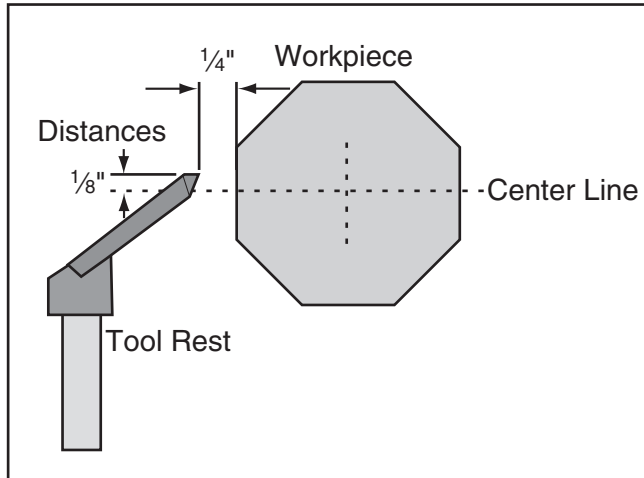 ¼"
Workpiece
Distances
⅛"
Center Line
Tool Rest